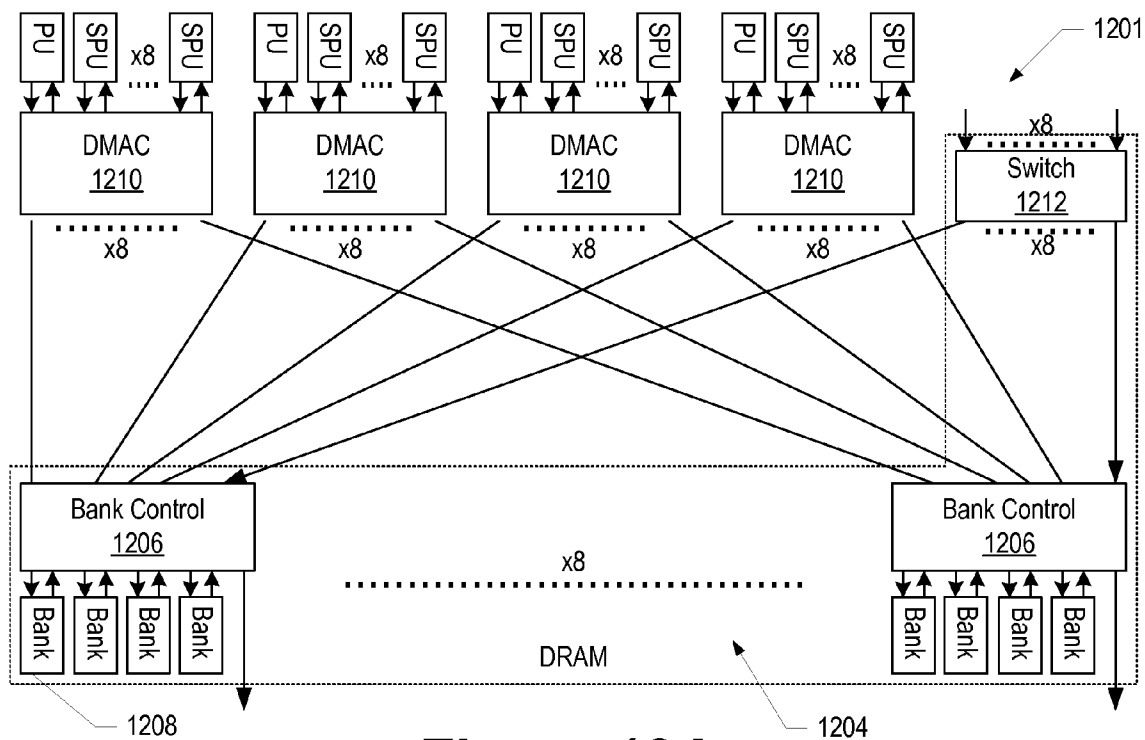 PU SPU x8 SPU PU SPU x8 SPU PU SPU x8 SPU PU SPU x8 SPU
1201
x8
DMAC DMAC DMAC DMAC Switch
1210 1210 1210 1210 1212
x8 x8 x8 x8 x8
Bank Control Bank Control
1206 1206
x8
Bank Bank Bank Bank Bank Bank Bank Bank
DRAM
1208 1204